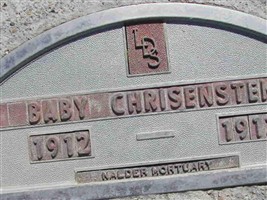 LDS
BABY CHRISENSTE
1912 — 191
NALDER MORTUARY